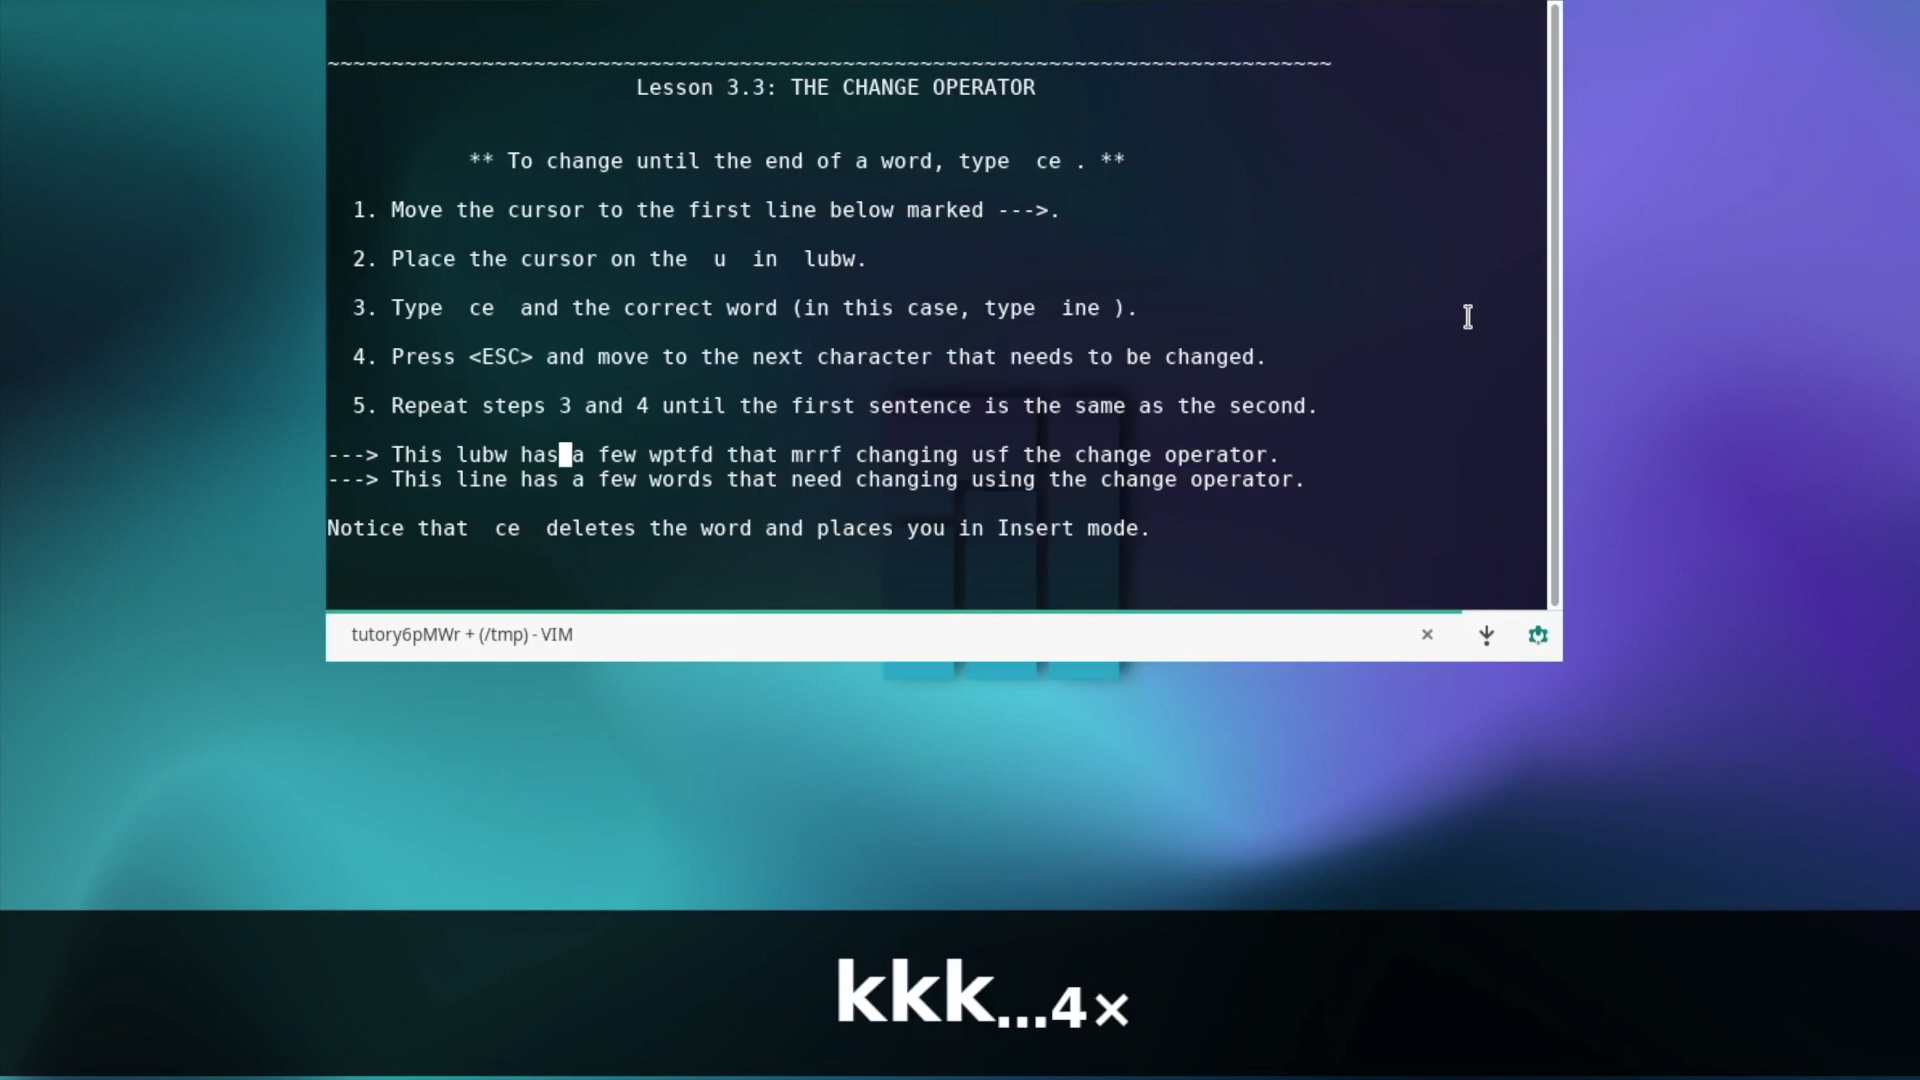 ~~~~~~~~~~~~~~~~~~~~~~~~~~~~~~~~~~~~~~~~~~~~~~~~~~~~~~~~~~~~~~~~~~~~~~~~~~~~~~
Lesson 3.3: THE CHANGE OPERATOR
** To change until the end of a word, type  ce . **
1. Move the cursor to the first line below marked --->.
2. Place the cursor on the  u  in  lubw.
3. Type  ce  and the correct word (in this case, type  ine ).
4. Press <ESC> and move to the next character that needs to be changed.
5. Repeat steps 3 and 4 until the first sentence is the same as the second.
---> This lubw has a few wptfd that mrrf changing usf the change operator.
---> This line has a few words that need changing using the change operator.
Notice that  ce  deletes the word and places you in Insert mode.
tutory6pMWr + (/tmp) - VIM
kkk...4×